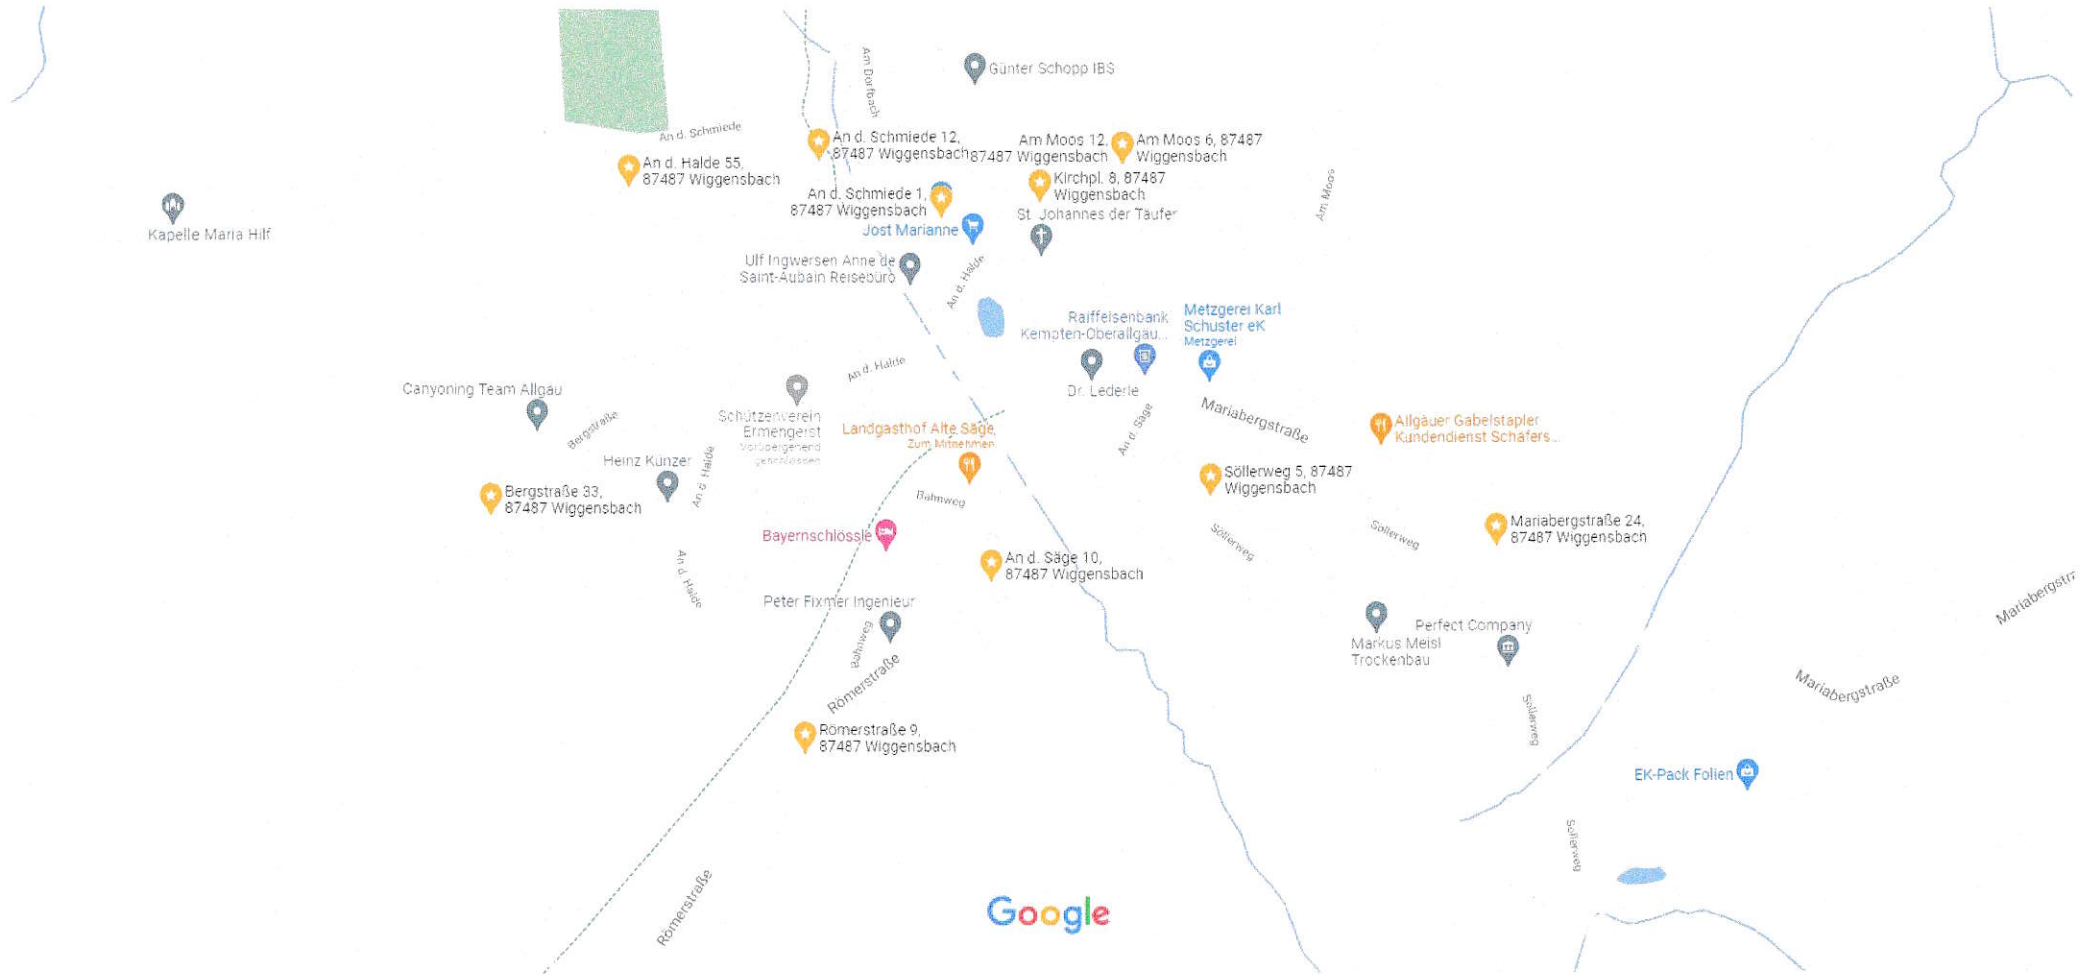 Günter Schopp IBS
Am Dorfbach
An d. Schmiede
An d. Schmiede 12,
87487 Wiggensbach
Am Moos 12,
87487 Wiggensbach
Am Moos 6, 87487
Wiggensbach
An d. Halde 55,
87487 Wiggensbach
Kirchpl. 8, 87487
Wiggensbach
Am Moos
An d. Schmiede 1,
87487 Wiggensbach
St. Johannes der Täufer
Jost Marianne
Kapelle Maria Hilf
Ulf Ingwersen Anne de
Saint-Aubain Reisebüro
An d. Halde
Raiffeisenbank
Kempten-Oberallgäu...
Metzgerei Karl
Schuster eK
Metzgerei
Dr. Lederle
An d. Halde
Canyoning Team Allgäu
Bergstraße
Schützenverein
Ermengerst
Vorübergehend
geschlossen
Landgasthof Alte Säge,
Zum Mitnehmen
An d. Säge
Mariabergstraße
Allgäuer Gabelstapler
Kundendienst Schäfers...
Heinz Künzer
An d. Halde
Söllerweg 5, 87487
Wiggensbach
Bergstraße 33,
87487 Wiggensbach
Bahnweg
Bayernschlössle
Söllerweg
Söllerweg
Mariabergstraße 24,
87487 Wiggensbach
An d. Halde
An d. Säge 10,
87487 Wiggensbach
Mariabergstr
Peter Fixmer Ingenieur
Bahnweg
Römerstraße
Markus Meisl
Trockenbau
Perfect Company
Mariabergstraße
Söllerweg
Römerstraße 9,
87487 Wiggensbach
EK-Pack Folien
Söllerweg
Römerstraße
Google